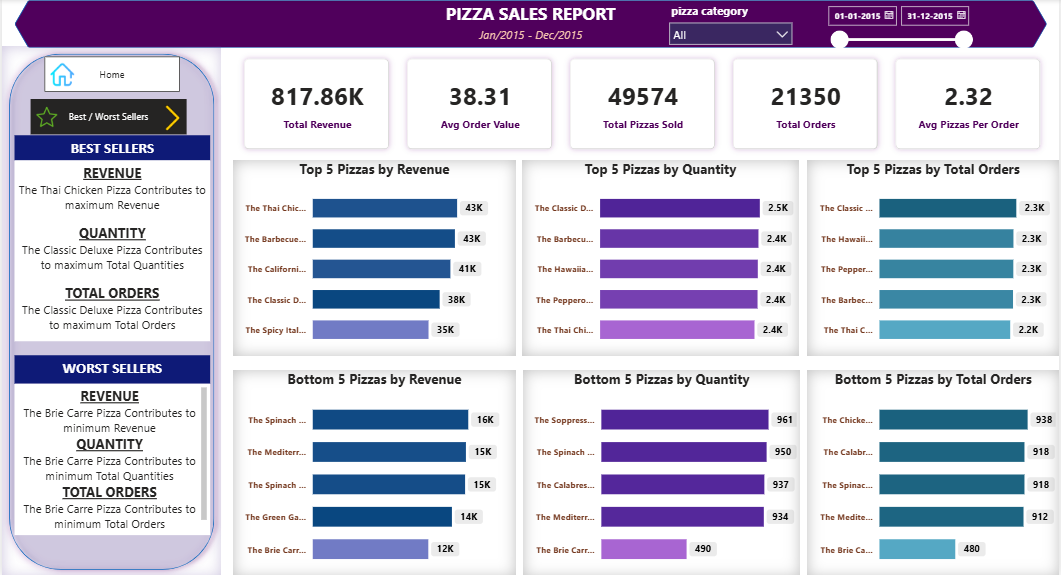 PIZZA SALES REPORT
Jan/2015 - Dec/2015
pizza category
All
01-01-2015
31-12-2015
Home
Best / Worst Sellers
BEST SELLERS
REVENUE
The Thai Chicken Pizza Contributes to
maximum Revenue
QUANTITY
The Classic Deluxe Pizza Contributes
to maximum Total Quantities
TOTAL ORDERS
The Classic Deluxe Pizza Contributes
to maximum Total Orders
WORST SELLERS
REVENUE
The Brie Carre Pizza Contributes to
minimum Revenue
QUANTITY
The Brie Carre Pizza Contributes to
minimum Total Quantities
TOTAL ORDERS
The Brie Carre Pizza Contributes to
minimum Total Orders
817.86K
Total Revenue
38.31
Avg Order Value
49574
Total Pizzas Sold
21350
Total Orders
2.32
Avg Pizzas Per Order
Top 5 Pizzas by Revenue
The Thai Chic... 43K
The Barbecue... 43K
The Californi... 41K
The Classic D... 38K
The Spicy Ital... 35K
Top 5 Pizzas by Quantity
The Classic D... 2.5K
The Barbecu... 2.4K
The Hawaiia... 2.4K
The Peppero... 2.4K
The Thai Chi... 2.4K
Top 5 Pizzas by Total Orders
The Classic ... 2.3K
The Hawaii... 2.3K
The Pepper... 2.3K
The Barbec... 2.3K
The Thai C... 2.2K
Bottom 5 Pizzas by Revenue
The Spinach ... 16K
The Mediterr... 15K
The Spinach ... 15K
The Green Ga... 14K
The Brie Carr... 12K
Bottom 5 Pizzas by Quantity
The Soppress... 961
The Spinach ... 950
The Calabres... 937
The Mediterr... 934
The Brie Carr... 490
Bottom 5 Pizzas by Total Orders
The Chicke... 938
The Calabr... 918
The Spinac... 918
The Medite... 912
The Brie Ca... 480